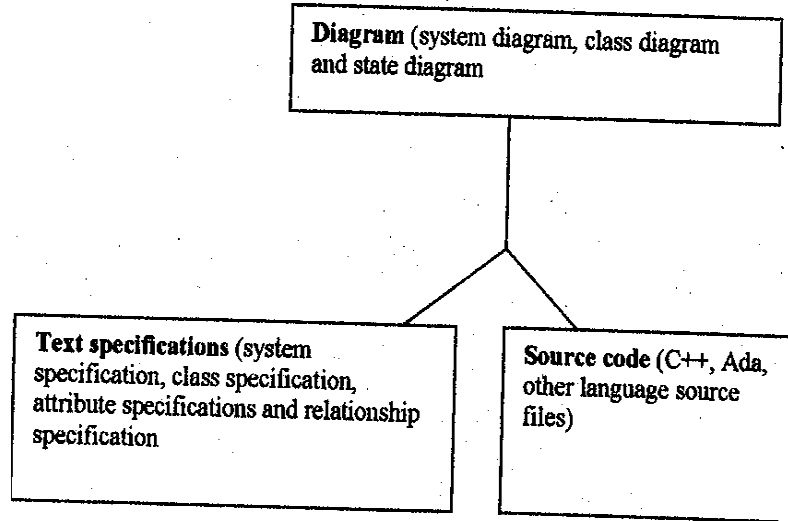 Diagram (system diagram, class diagram
and state diagram
Text specifications (system
specification, class specification,
attribute specifications and relationship
specification
Source code (C++, Ada,
other language source
files)